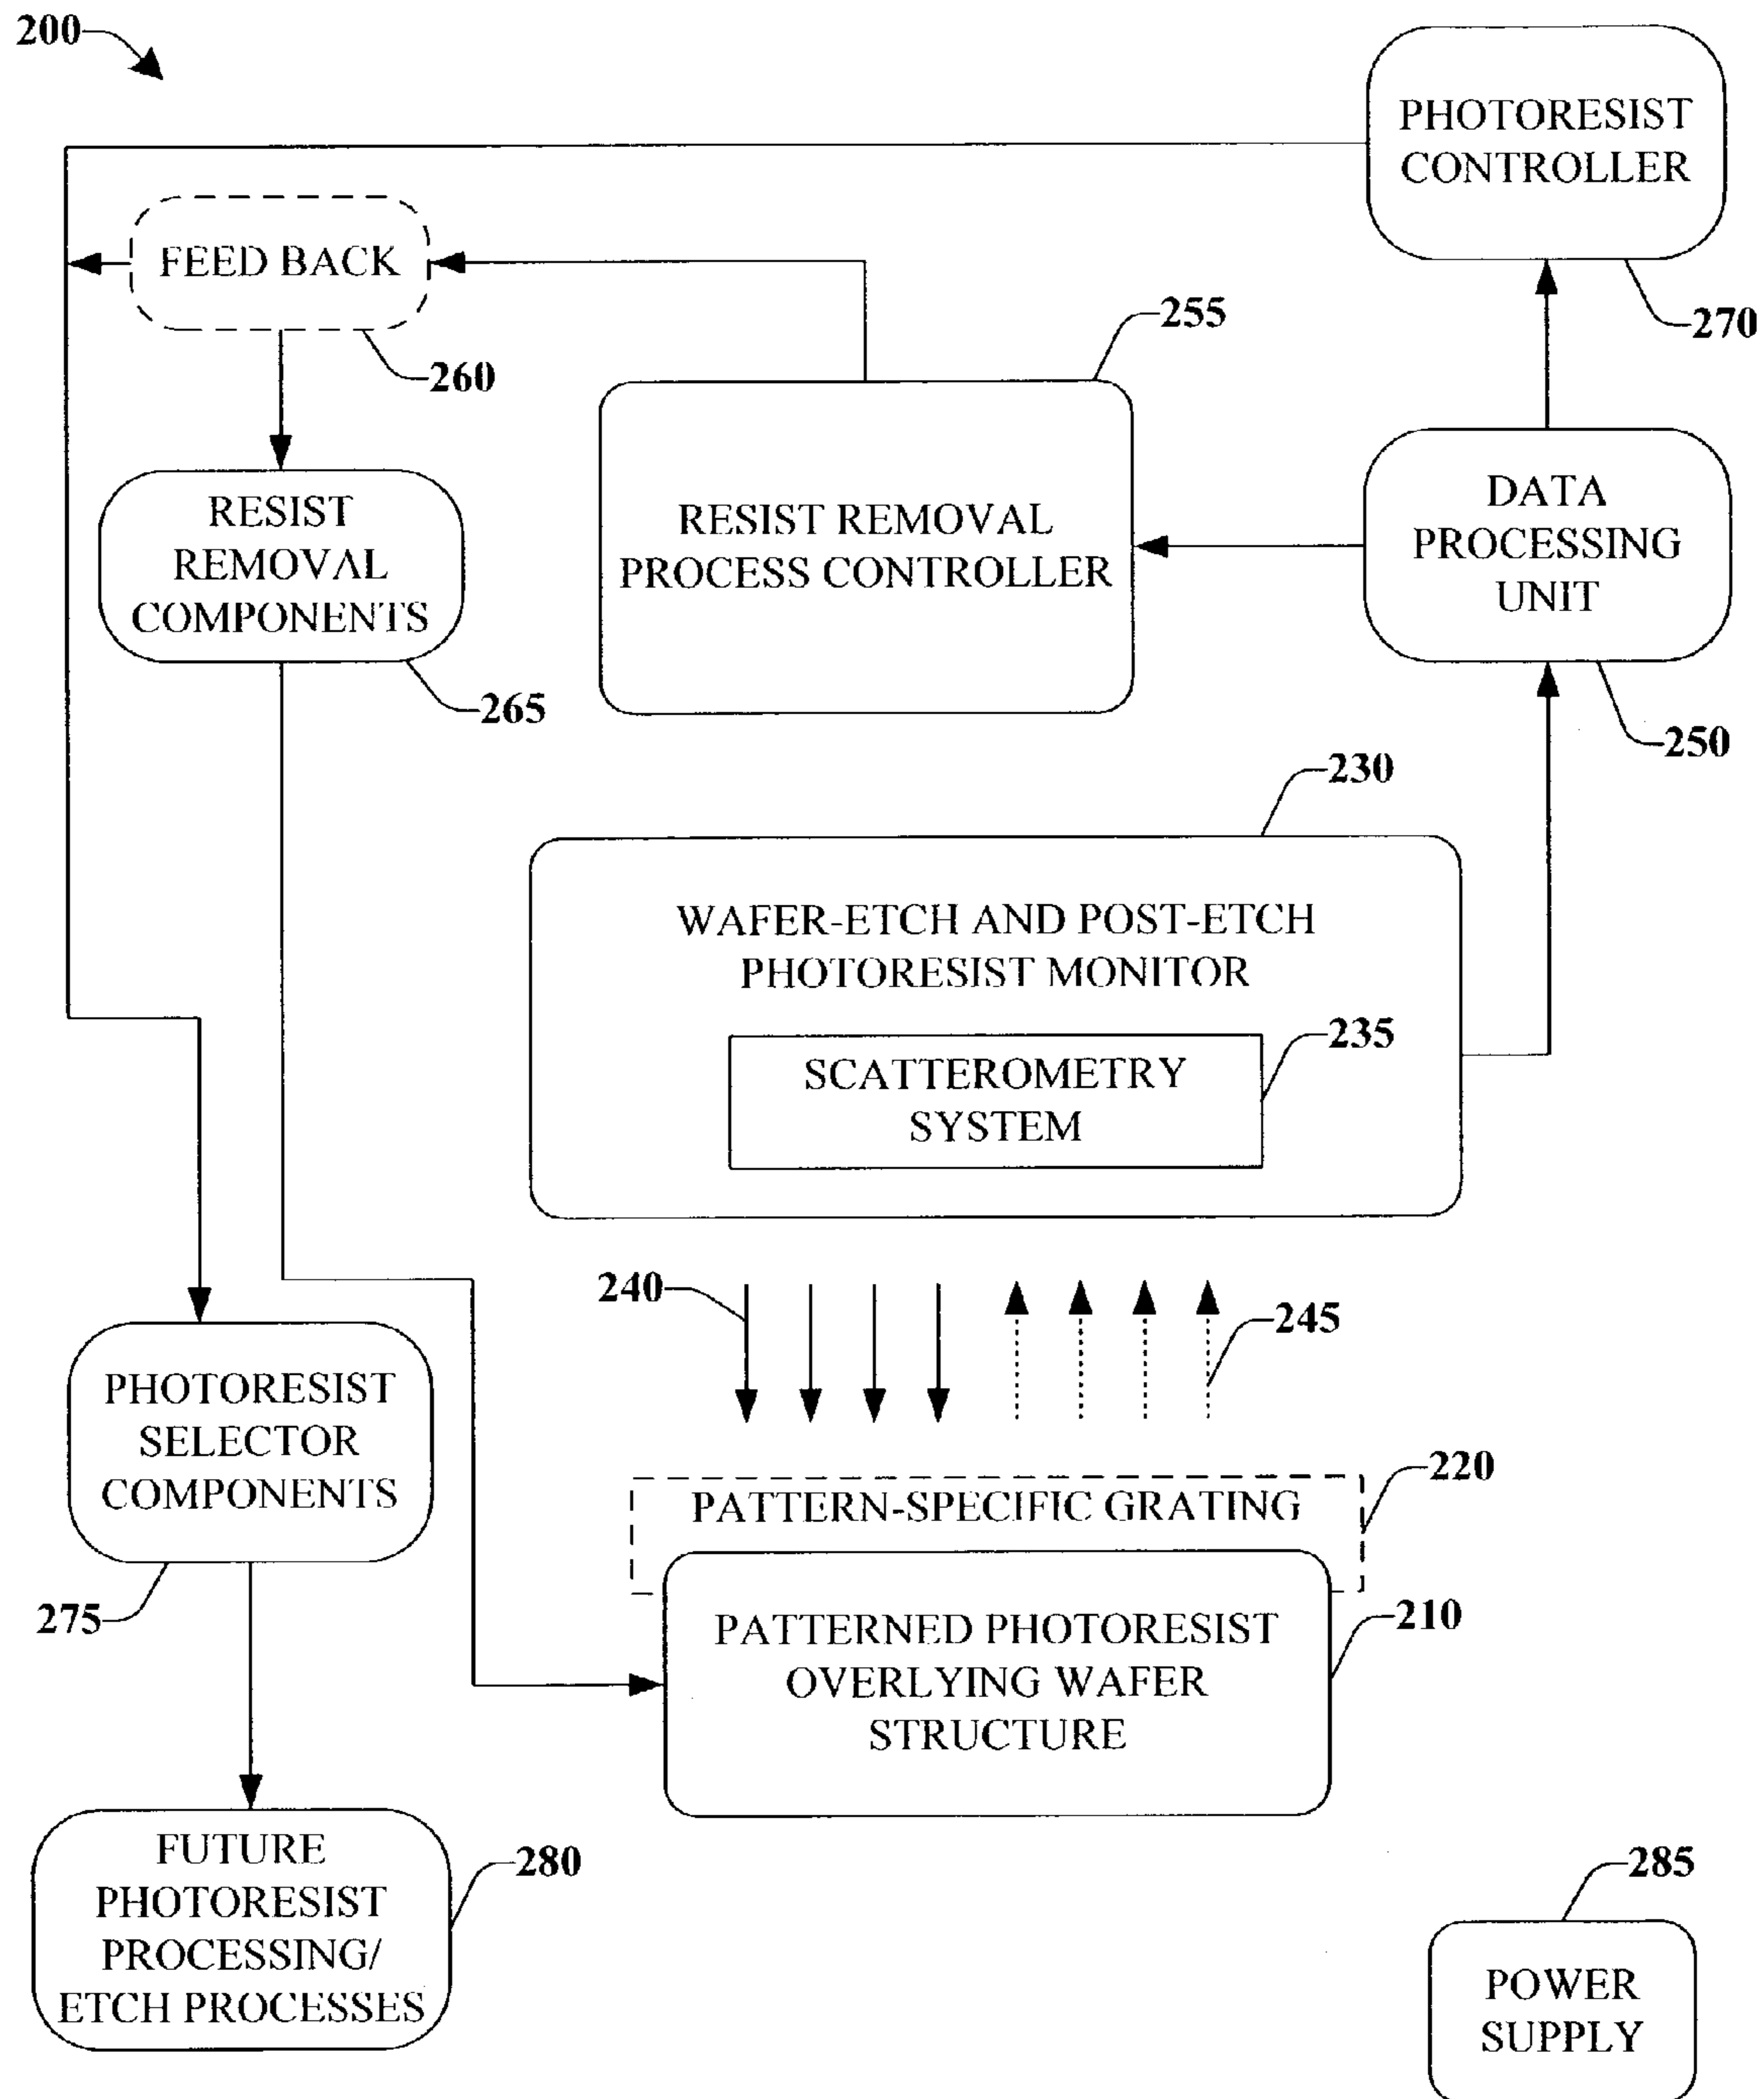 200
PHOTORESIST
CONTROLLER
270
FEED BACK
260
255
RESIST
REMOVAL
COMPONENTS
265
RESIST REMOVAL
PROCESS CONTROLLER
DATA
PROCESSING
UNIT
250
230
WAFER-ETCH AND POST-ETCH
PHOTORESIST MONITOR
235
SCATTEROMETRY
SYSTEM
240
245
PHOTORESIST
SELECTOR
COMPONENTS
275
220
PATTERN-SPECIFIC GRATING
210
PATTERNED PHOTORESIST
OVERLYING WAFER
STRUCTURE
FUTURE
PHOTORESIST
PROCESSING/
ETCH PROCESSES
280
285
POWER
SUPPLY